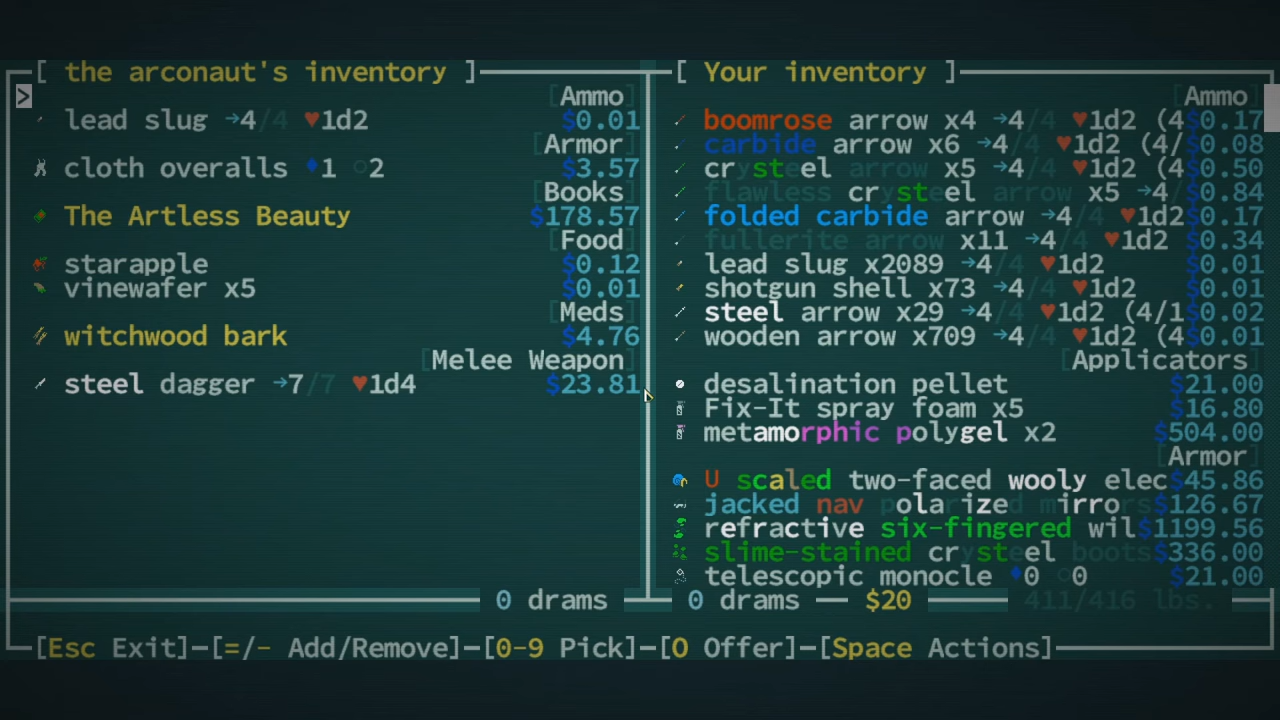 [ the arconaut's inventory ]
>
[Ammo]
lead slug →4/4 ♥1d2 $0.01
[Armor]
cloth overalls ♦1 ○2 $3.57
[Books]
The Artless Beauty $178.57
[Food]
starapple $0.12
vinewafer x5 $0.01
[Meds]
witchwood bark $4.76
[Melee Weapon]
steel dagger →7/7 ♥1d4 $23.81
0 drams
[ Your inventory ]
[Ammo]
boomrose arrow x4 →4/4 ♥1d2 (4$0.17
carbide arrow x6 →4/4 ♥1d2 (4/$0.08
crysteel arrow x5 →4/4 ♥1d2 (4$0.50
flawless crysteel arrow x5 →4/$0.84
folded carbide arrow →4/4 ♥1d2$0.17
fullerite arrow x11 →4/4 ♥1d2 $0.34
lead slug x2089 →4/4 ♥1d2 $0.01
shotgun shell x73 →4/4 ♥1d2 $0.01
steel arrow x29 →4/4 ♥1d2 (4/1$0.02
wooden arrow x709 →4/4 ♥1d2 (4$0.01
[Applicators]
desalination pellet $21.00
Fix-It spray foam x5 $16.80
metamorphic polygel x2 $504.00
[Armor]
U scaled two-faced wooly elec$45.86
jacked nav polarized mirrors$126.67
refractive six-fingered wil$1199.56
slime-stained crysteel boots$336.00
telescopic monocle ♦0 ○0 $21.00
0 drams — $20 411/416 lbs.
[Esc Exit]—[=/- Add/Remove]—[0-9 Pick]—[O Offer]—[Space Actions]